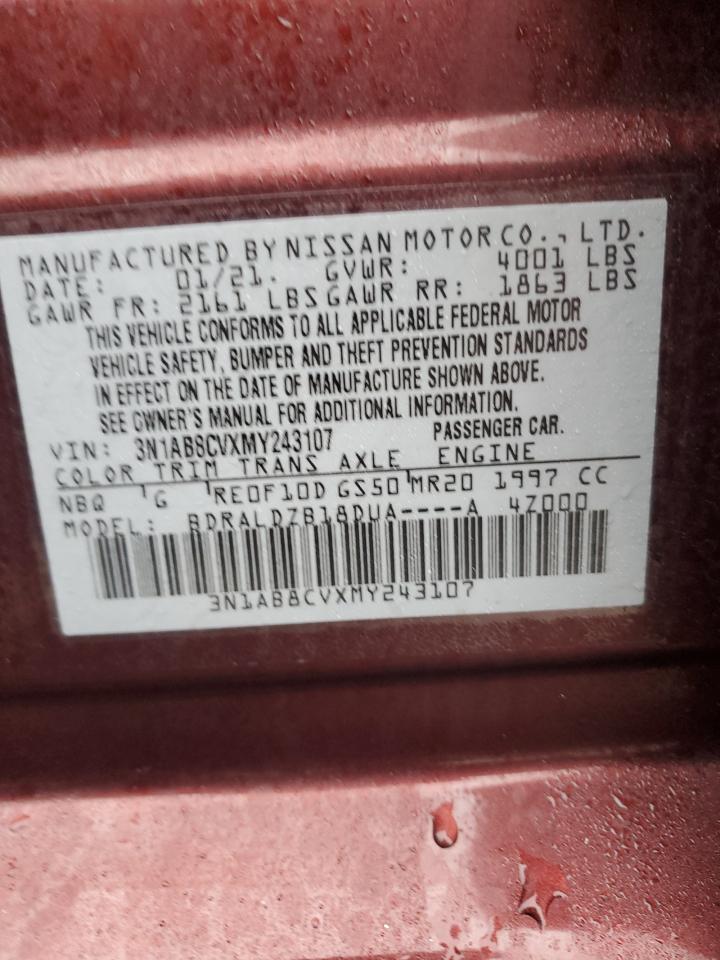 MANUFACTURED BY NISSAN MOTOR CO., LTD.
DATE: 01/21. GVWR: 4001 LBS
GAWR FR: 2161 LBS GAWR RR: 1863 LBS
THIS VEHICLE CONFORMS TO ALL APPLICABLE FEDERAL MOTOR
VEHICLE SAFETY, BUMPER AND THEFT PREVENTION STANDARDS
IN EFFECT ON THE DATE OF MANUFACTURE SHOWN ABOVE.
SEE OWNER'S MANUAL FOR ADDITIONAL INFORMATION.
VIN: 3N1AB8CVXMY243107 PASSENGER CAR.
COLOR TRIM TRANS AXLE ENGINE
NBQ G RE0F10D GS50 MR20 1997 CC
MODEL: BDRALDZB18DUA----A 4Z000
3N1AB8CVXMY243107